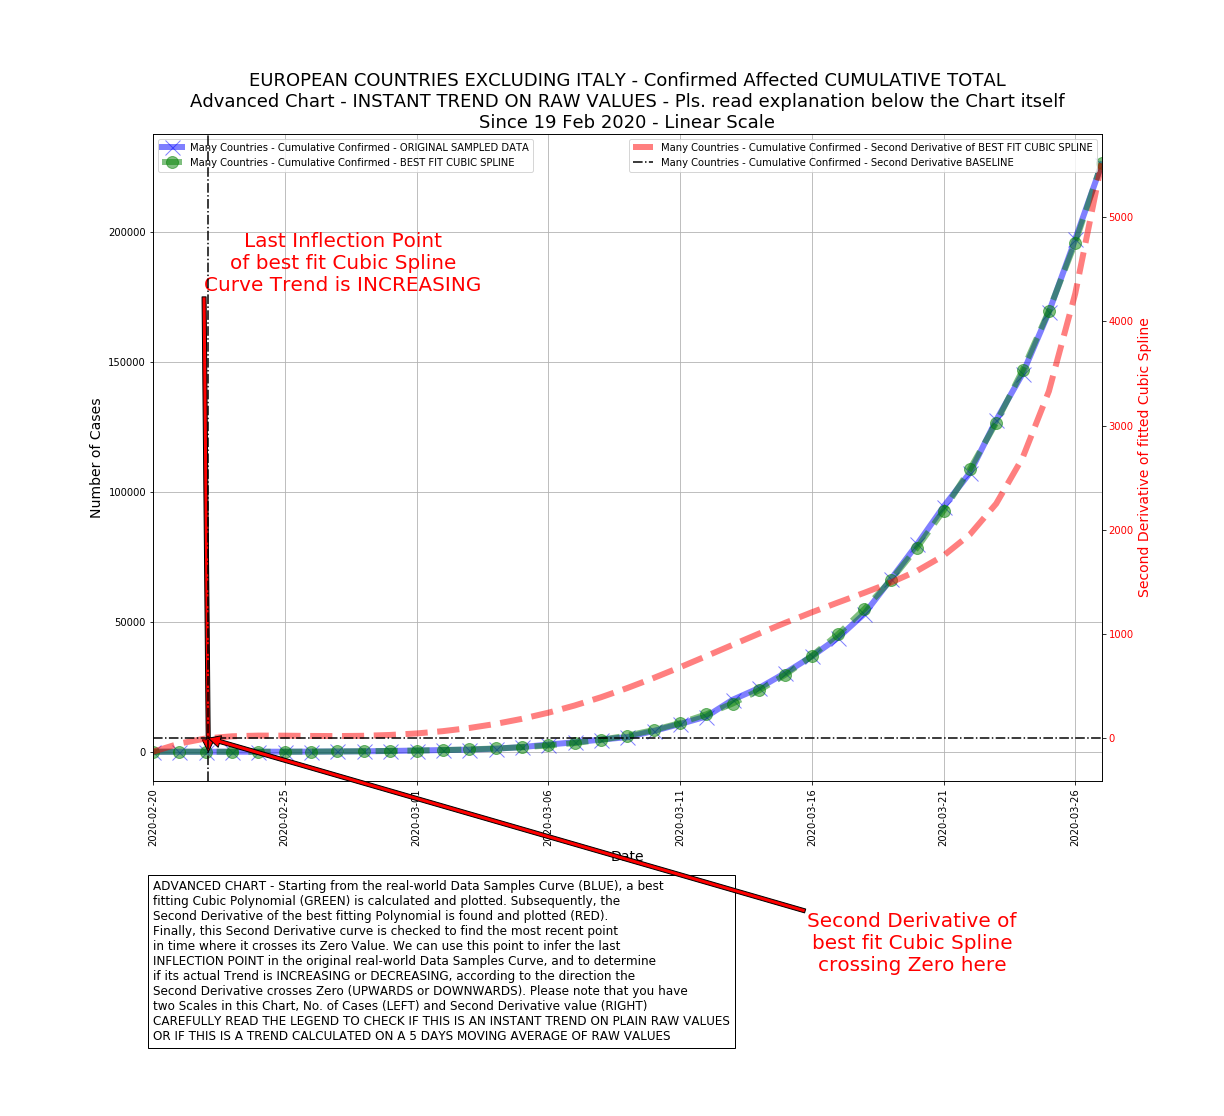 EUROPEAN COUNTRIES EXCLUDING ITALY - Confirmed Affected CUMULATIVE TOTAL
Advanced Chart - INSTANT TREND ON RAW VALUES - Pls. read explanation below the Chart itself
Since 19 Feb 2020 - Linear Scale
Many Countries - Cumulative Confirmed - ORIGINAL SAMPLED DATA
Many Countries - Cumulative Confirmed - BEST FIT CUBIC SPLINE
Many Countries - Cumulative Confirmed - Second Derivative of BEST FIT CUBIC SPLINE
Many Countries - Cumulative Confirmed - Second Derivative BASELINE
Last Inflection Point
of best fit Cubic Spline
Curve Trend is INCREASING
Number of Cases
200000
150000
100000
50000
0
5000
4000
3000
2000
1000
0
Second Derivative of fitted Cubic Spline
2020-02-20
2020-02-25
2020-03-01
2020-03-06
2020-03-11
2020-03-16
2020-03-21
2020-03-26
Date
ADVANCED CHART - Starting from the real-world Data Samples Curve (BLUE), a best
fitting Cubic Polynomial (GREEN) is calculated and plotted. Subsequently, the
Second Derivative of the best fitting Polynomial is found and plotted (RED).
Finally, this Second Derivative curve is checked to find the most recent point
in time where it crosses its Zero Value. We can use this point to infer the last
INFLECTION POINT in the original real-world Data Samples Curve, and to determine
if its actual Trend is INCREASING or DECREASING, according to the direction the
Second Derivative crosses Zero (UPWARDS or DOWNWARDS). Please note that you have
two Scales in this Chart, No. of Cases (LEFT) and Second Derivative value (RIGHT)
CAREFULLY READ THE LEGEND TO CHECK IF THIS IS AN INSTANT TREND ON PLAIN RAW VALUES
OR IF THIS IS A TREND CALCULATED ON A 5 DAYS MOVING AVERAGE OF RAW VALUES
Second Derivative of
best fit Cubic Spline
crossing Zero here